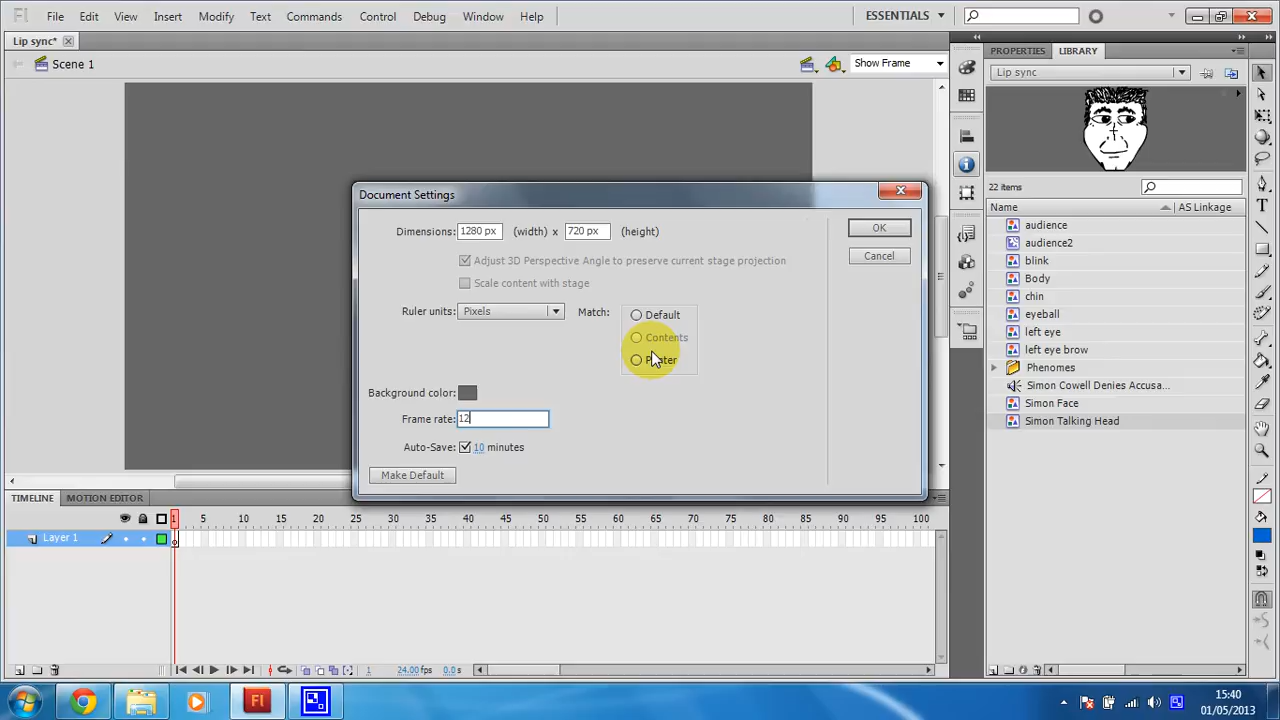 Fl File Edit View Insert Modify Text Commands Control Debug Window Help ESSENTIALS
Lip sync*
Scene 1 Show Frame
PROPERTIES LIBRARY
Lip sync
22 items
Name AS Linkage
audience
audience2
blink
Body
chin
eyeball
left eye
left eye brow
Phenomes
Simon Cowell Denies Accusa...
Simon Face
Simon Talking Head
Document Settings
Dimensions: 1280 px (width) x 720 px (height)
OK
Cancel
Adjust 3D Perspective Angle to preserve current stage projection
Scale content with stage
Ruler units: Pixels Match: Default
Contents
Background color:
Frame rate: 12
Auto-Save: 10 minutes
Make Default
TIMELINE MOTION EDITOR
1 5 10 15 20 25 30 35 40 45 50 55 60 65 70 75 80 85 90 95 100
Layer 1
1 24.00 fps 0.0 s
Fl
15:40
01/05/2013